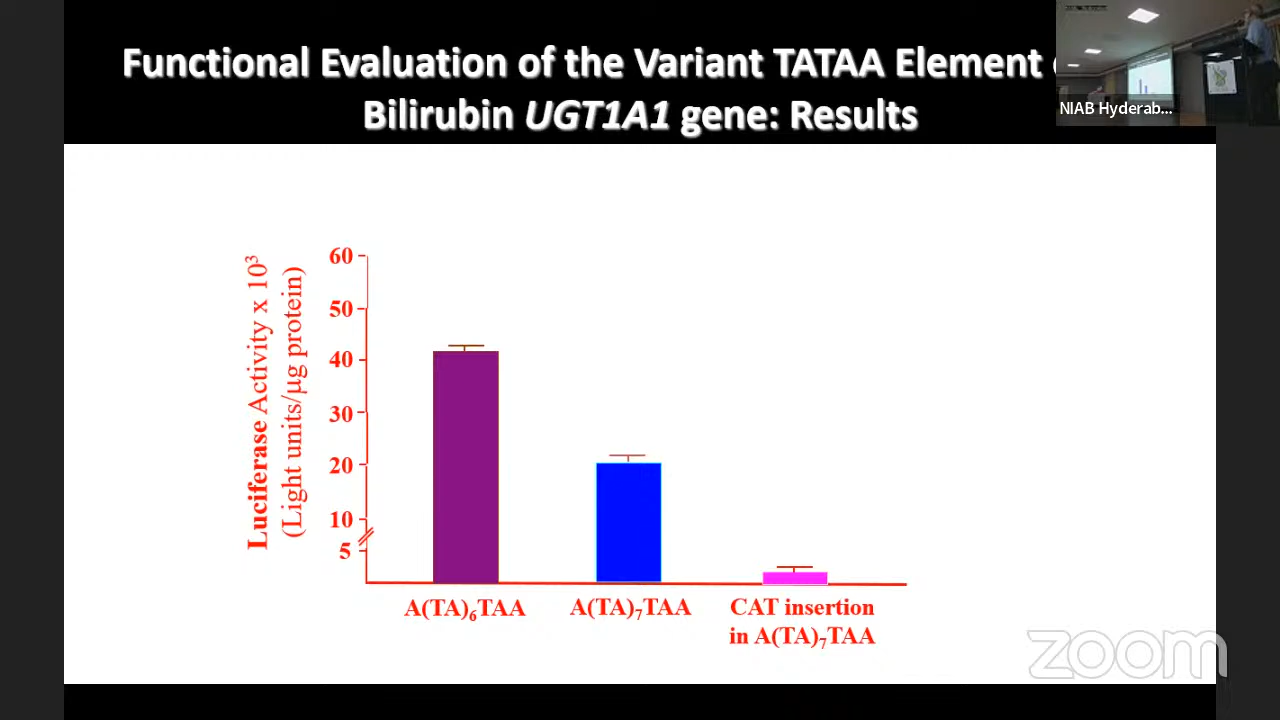 Functional Evaluation of the Variant TATAA Element
Bilirubin UGT1A1 gene: Results
NIAB Hyderab...
Luciferase Activity x 10³
(Light units/µg protein)
60
50
40
30
20
10
5
A(TA)₆TAA
A(TA)₇TAA
CAT insertion
in A(TA)₇TAA
zoom